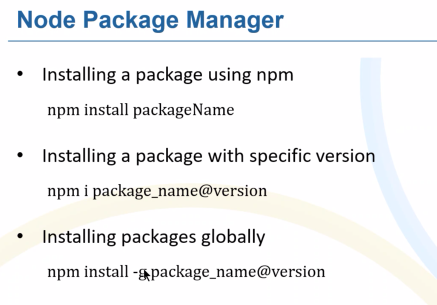 Node Package Manager
• Installing a package using npm
npm install packageName
• Installing a package with specific version
npm i package_name@version
• Installing packages globally
npm install -g package_name@version